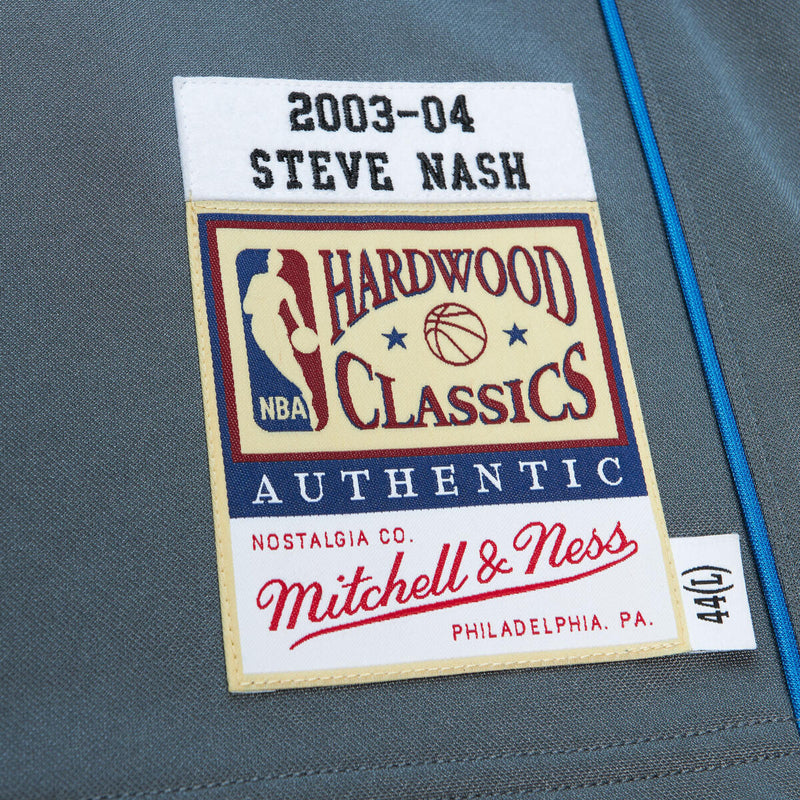 2003-04
STEVE NASH
HARDWOOD
CLASSICS
NBA
AUTHENTIC
NOSTALGIA CO.
Mitchell & Ness
PHILADELPHIA, PA.
44(L)